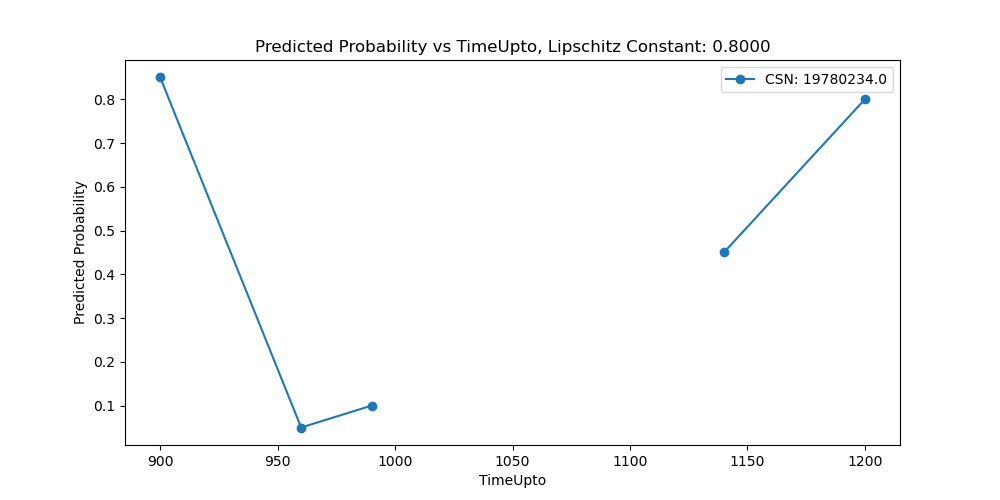 Predicted Probability vs TimeUpto, Lipschitz Constant: 0.8000
CSN: 19780234.0
Predicted Probability
0.8
0.7
0.6
0.5
0.4
0.3
0.2
0.1
900 950 1000 1050 1100 1150 1200
TimeUpto